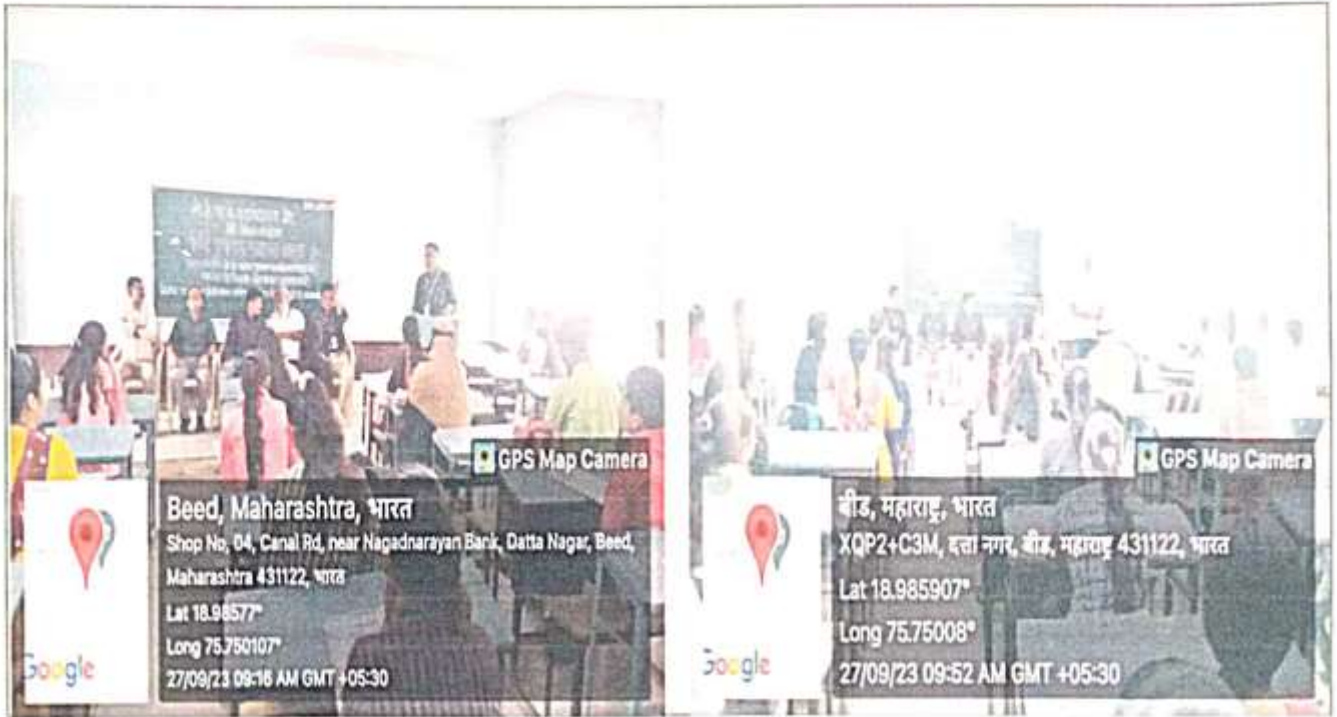 GPS Map Camera
Beed, Maharashtra, भारत
Shop No, 04, Canal Rd, near Nagadnarayan Bank, Datta Nagar, Beed,
Maharashtra 431122, भारत
Lat 18.98577°
Long 75.750107°
27/09/23 09:16 AM GMT +05:30
Google
GPS Map Camera
बीड, महाराष्ट्र, भारत
XQP2+C3M, दत्ता नगर, बीड, महाराष्ट्र 431122, भारत
Lat 18.985907°
Long 75.75008°
27/09/23 09:52 AM GMT +05:30
Google